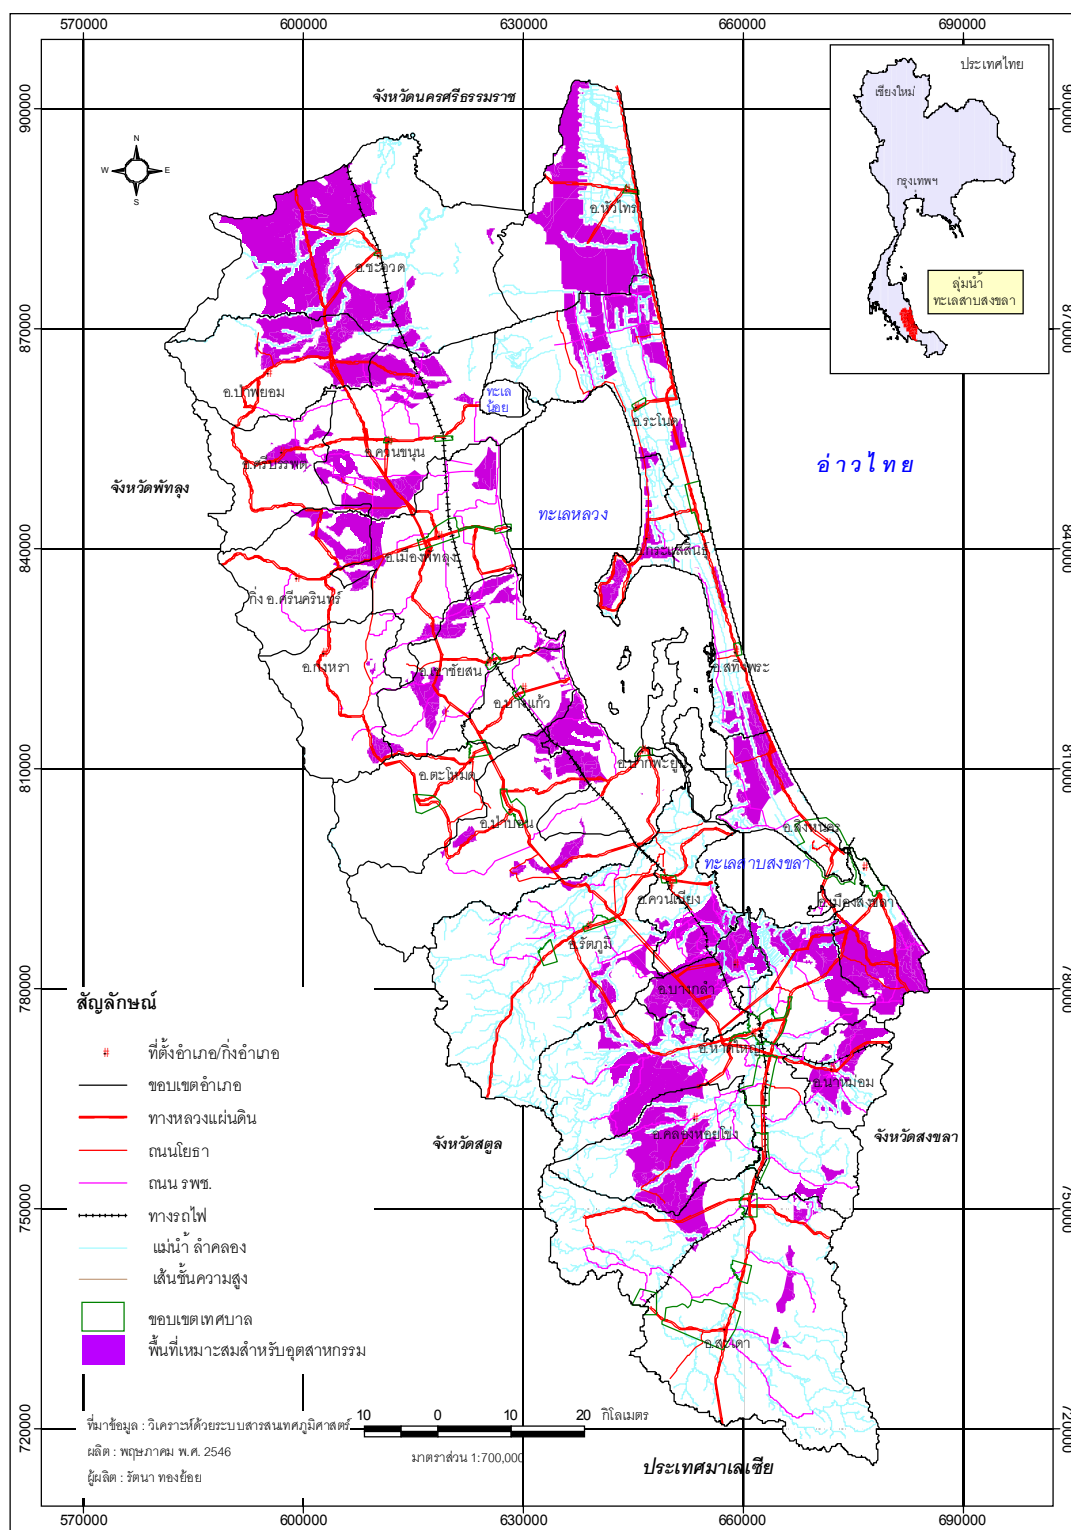 570000 600000 630000 660000 690000
ประเทศไทย
เชียงใหม่
กรุงเทพฯ
ลุ่มน้ำ
ทะเลสาบสงขลา
จังหวัดนครศรีธรรมราช
900000 900000
N
W E
S
อ.หัวไทร
อ.ชะอวด
870000 870000
อ.ป่าพยอม
ทะเล
น้อย
อ.ระโนด
อ.ควนขนุน
อ.ศรีบรรพต
อ่าวไทย
จังหวัดพัทลุง
ทะเลหลวง
840000 840000
อ.เมืองพัทลุง
อ.กระแสสินธุ์
กิ่ง อ.ศรีนครินทร์
อ.กงหรา
อ.เขาชัยสน
อ.สทิงพระ
อ.บางแก้ว
810000 810000
อ.ตะโหมด
อ.ปากพะยูน
อ.ป่าบอน
อ.สิงหนคร
ทะเลสาบสงขลา
อ.ควนเนียง
อ.เมืองสงขลา
อ.รัตภูมิ
780000 780000
อ.บางกล่ำ
อ.หาดใหญ่
อ.นาหม่อม
อ.คลองหอยโข่ง
จังหวัดสตูล
จังหวัดสงขลา
750000 750000
อ.สะเดา
720000 720000
ประเทศมาเลเซีย
สัญลักษณ์
ที่ตั้งอำเภอ/กิ่งอำเภอ
ขอบเขตอำเภอ
ทางหลวงแผ่นดิน
ถนนโยธา
ถนน รพช.
ทางรถไฟ
แม่น้ำ ลำคลอง
เส้นชั้นความสูง
ขอบเขตเทศบาล
พื้นที่เหมาะสมสำหรับอุตสาหกรรม
ที่มาข้อมูล : วิเคราะห์ด้วยระบบสารสนเทศภูมิศาสตร์
ผลิต : พฤษภาคม พ.ศ. 2546
ผู้ผลิต : รัตนา ทองย้อย
10 0 10 20 กิโลเมตร
มาตราส่วน 1:700,000
570000 600000 630000 660000 690000